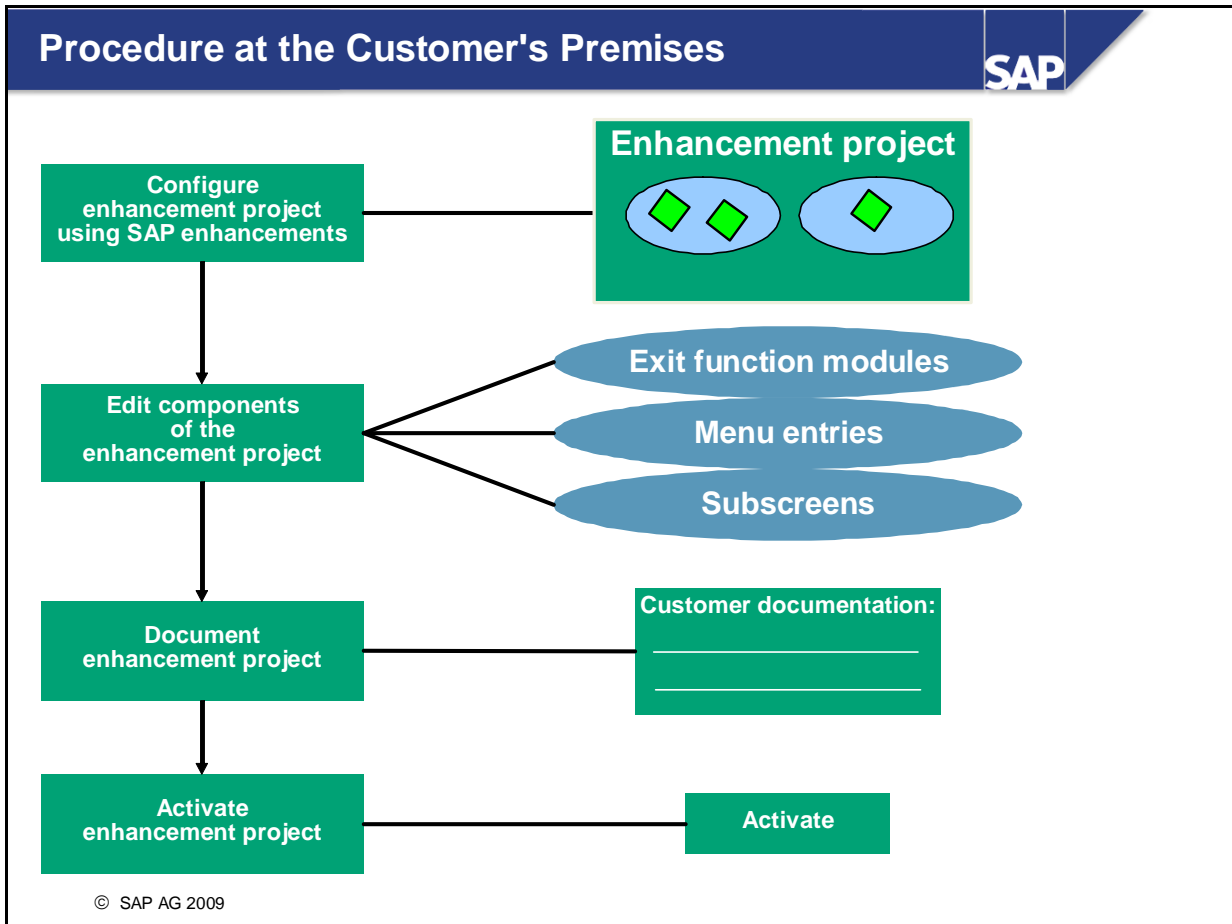 Procedure at the Customer's Premises
SAP
Enhancement project
Configure
enhancement project
using SAP enhancements
Exit function modules
Menu entries
Subscreens
Edit components
of the
enhancement project
Customer documentation:
Document
enhancement project
Activate
enhancement project
Activate
© SAP AG 2009